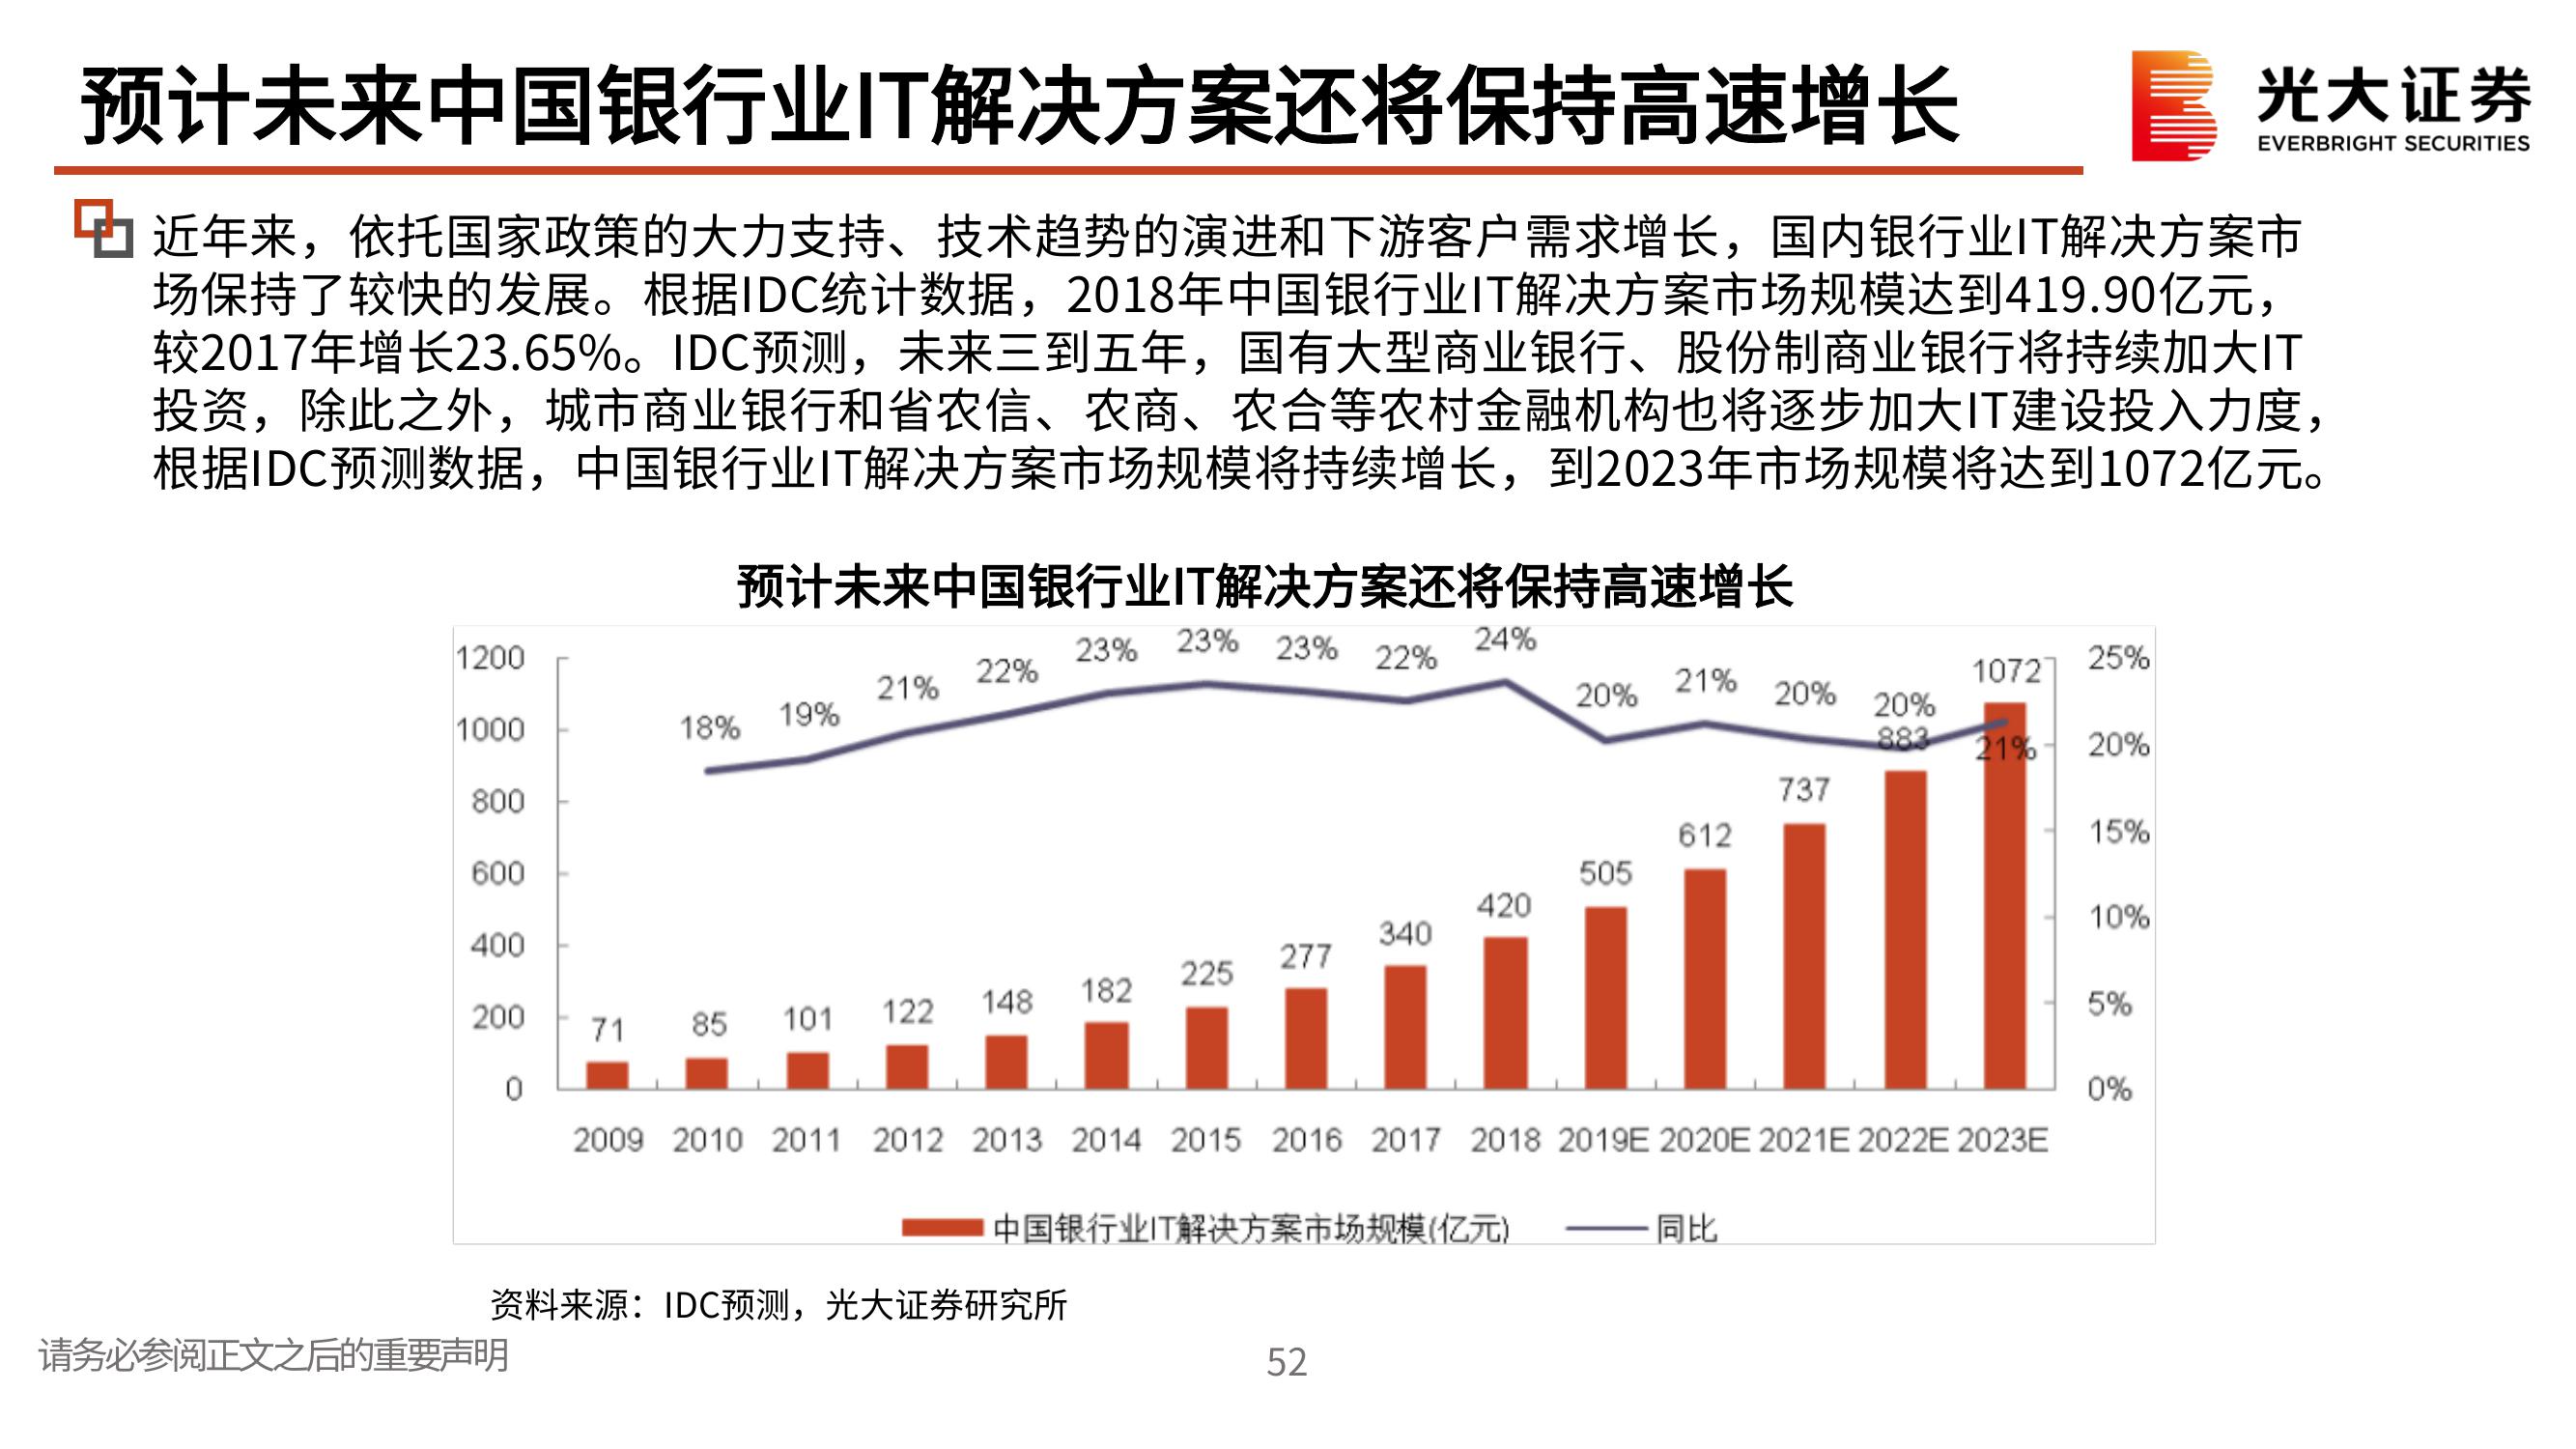 预计未来中国银行业IT解决方案还将保持高速增长
光大证券
EVERBRIGHT SECURITIES
近年来，依托国家政策的大力支持、技术趋势的演进和下游客户需求增长，国内银行业IT解决方案市
场保持了较快的发展。根据IDC统计数据，2018年中国银行业IT解决方案市场规模达到419.90亿元，
较2017年增长23.65%。IDC预测，未来三到五年，国有大型商业银行、股份制商业银行将持续加大IT
投资，除此之外，城市商业银行和省农信、农商、农合等农村金融机构也将逐步加大IT建设投入力度，
根据IDC预测数据，中国银行业IT解决方案市场规模将持续增长，到2023年市场规模将达到1072亿元。
预计未来中国银行业IT解决方案还将保持高速增长
1200
1000
800
600
400
200
0
18% 19% 21% 22% 23% 23% 23% 22% 24% 20% 21% 20% 20% 21%
71 85 101 122 148 182 225 277 340 420 505 612 737 883 1072
25%
20%
15%
10%
5%
0%
2009 2010 2011 2012 2013 2014 2015 2016 2017 2018 2019E 2020E 2021E 2022E 2023E
中国银行业IT解决方案市场规模(亿元) 同比
资料来源：IDC预测，光大证券研究所
请务必参阅正文之后的重要声明
52